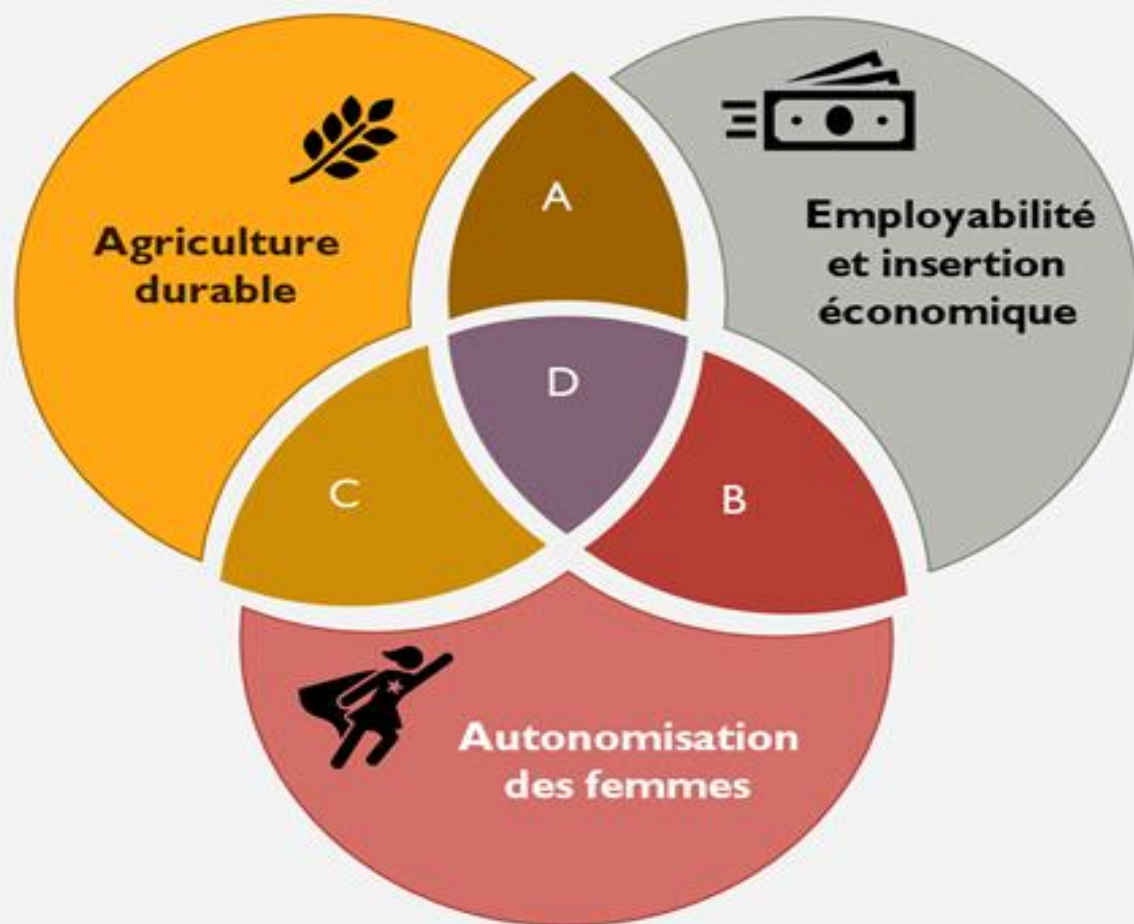 Agriculture
durable
Employabilité
et insertion
économique
A
D
C
B
Autonomisation
des femmes